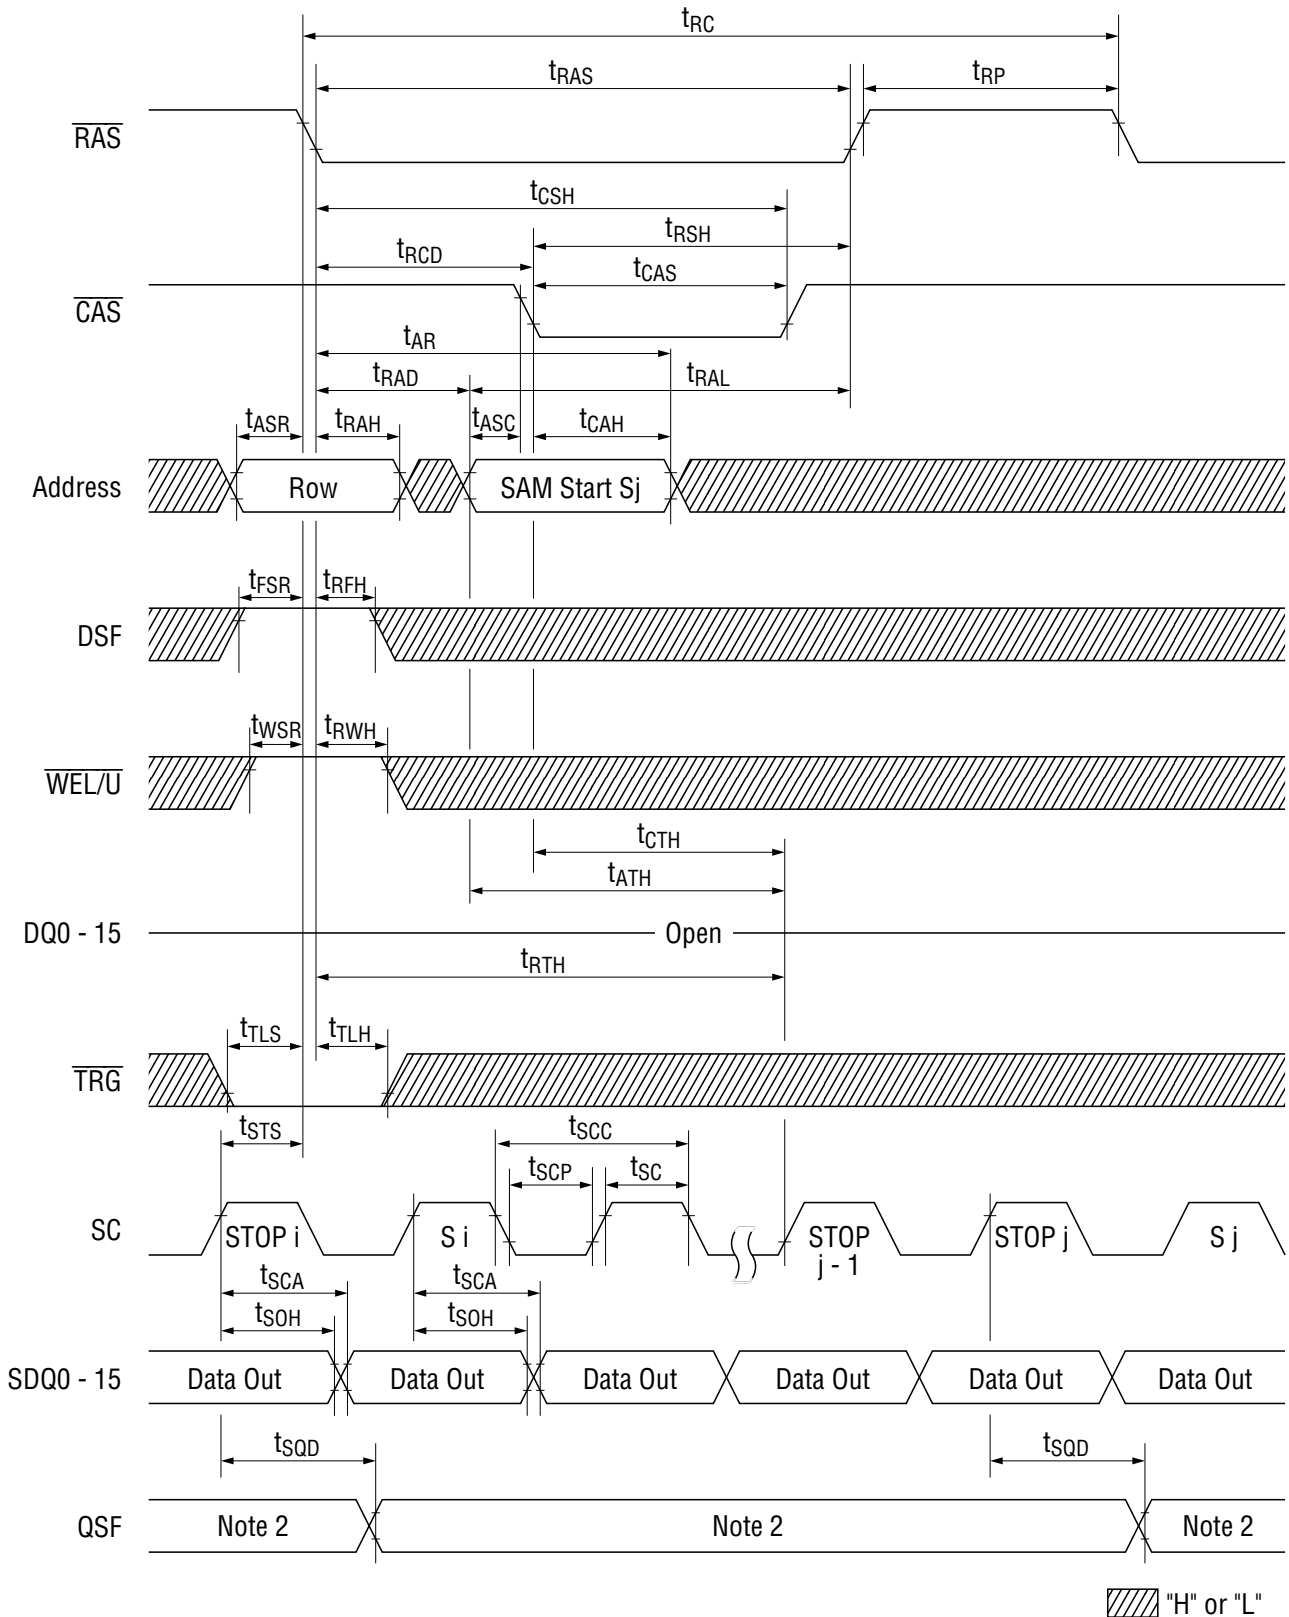 tRC
tRAS
tRP
RAS
tCSH
tRSH
tRCD
tCAS
CAS
tAR
tRAD
tRAL
tASR
tRAH
tASC
tCAH
Address
Row
SAM Start Sj
tFSR
tRFH
DSF
tWSR
tRWH
WEL/U
tCTH
tATH
DQ0 - 15
Open
tRTH
tTLS
tTLH
TRG
tSTS
tSCC
tSCP
tSC
SC
STOP i
S i
STOP
j - 1
STOP j
S j
tSCA
tSCA
tSOH
tSOH
SDQ0 - 15
Data Out
Data Out
Data Out
Data Out
Data Out
Data Out
tSQD
tSQD
QSF
Note 2
Note 2
Note 2
"H" or "L"